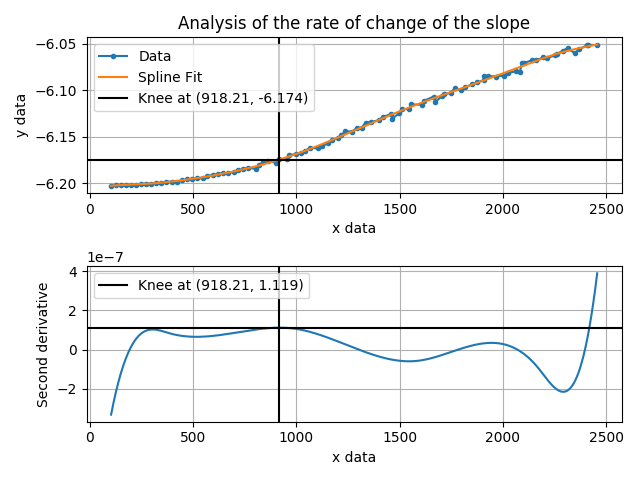 Analysis of the rate of change of the slope
−6.05
−6.10
−6.15
−6.20
y data
Data
Spline Fit
Knee at (918.21, -6.174)
0 500 1000 1500 2000 2500
x data
1e−7
4
2
0
−2
Second derivative
Knee at (918.21, 1.119)
0 500 1000 1500 2000 2500
x data